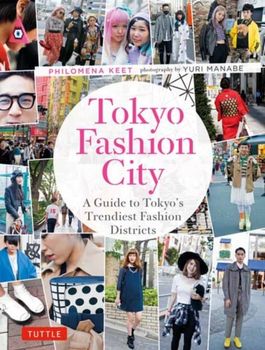 PHILOMENA KEET photography by YURI MANABE
Tokyo
Fashion
City
A Guide to Tokyo's
Trendiest Fashion
Districts
TUTTLE